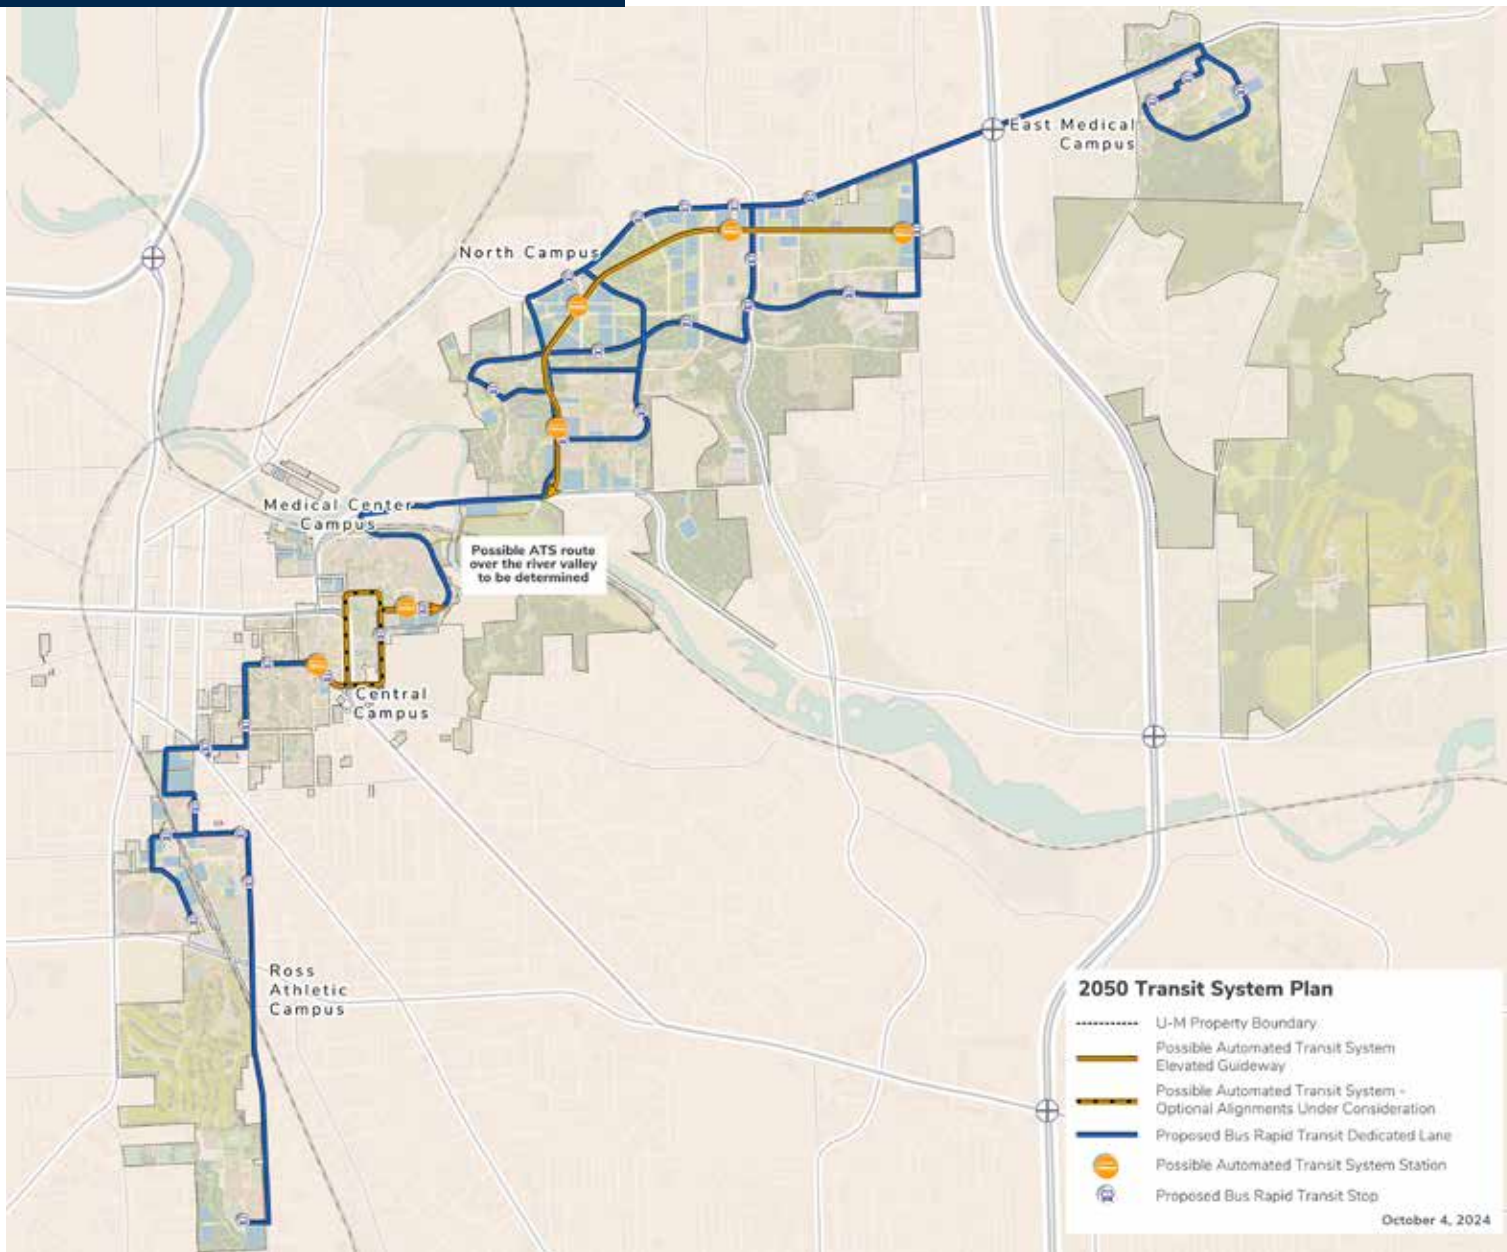 East Medical
Campus
North Campus
Medical Center
Campus
Possible ATS route
over the river valley
to be determined
Central
Campus
Ross
Athletic
Campus
2050 Transit System Plan
U-M Property Boundary
Possible Automated Transit System
Elevated Guideway
Possible Automated Transit System -
Optional Alignments Under Consideration
Proposed Bus Rapid Transit Dedicated Lane
Possible Automated Transit System Station
Proposed Bus Rapid Transit Stop
October 4, 2024